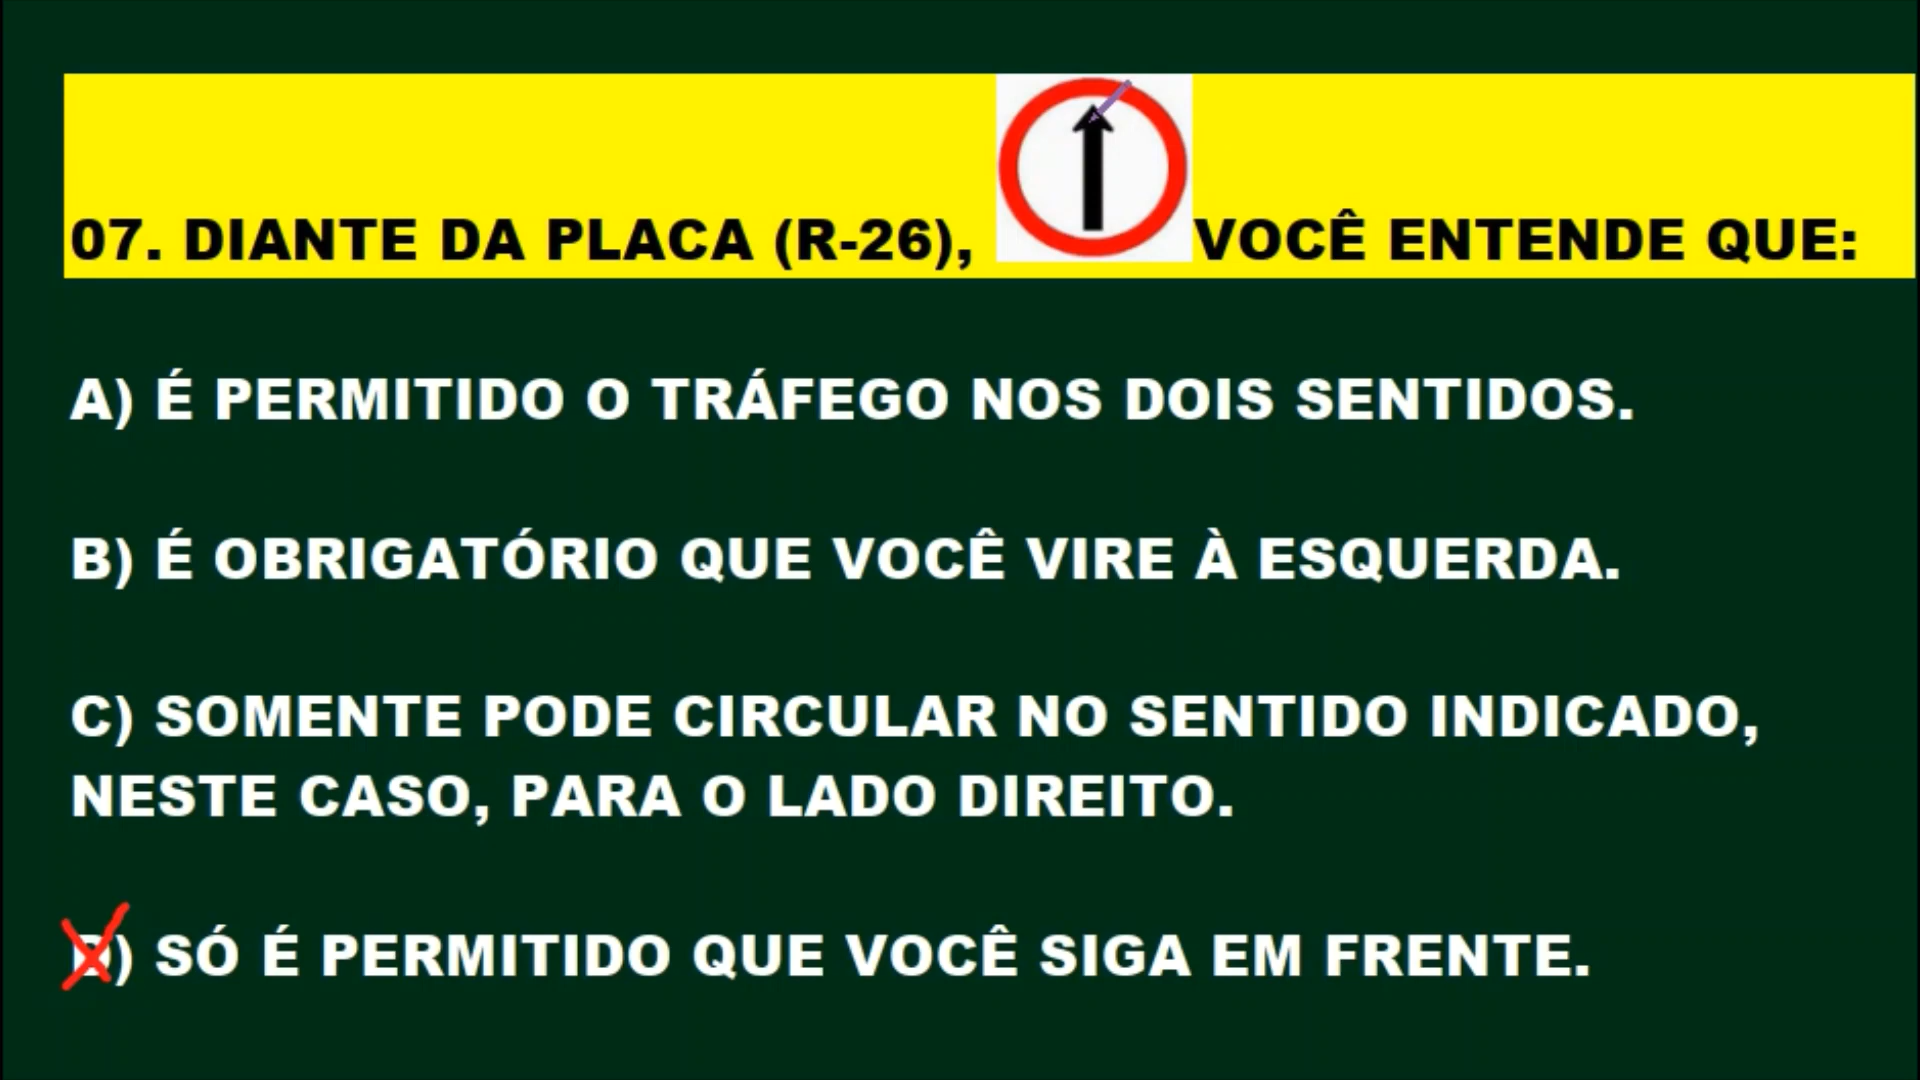 07. DIANTE DA PLACA (R-26), VOCÊ ENTENDE QUE:
A) É PERMITIDO O TRÁFEGO NOS DOIS SENTIDOS.
B) É OBRIGATÓRIO QUE VOCÊ VIRE À ESQUERDA.
C) SOMENTE PODE CIRCULAR NO SENTIDO INDICADO,
NESTE CASO, PARA O LADO DIREITO.
D) SÓ É PERMITIDO QUE VOCÊ SIGA EM FRENTE.